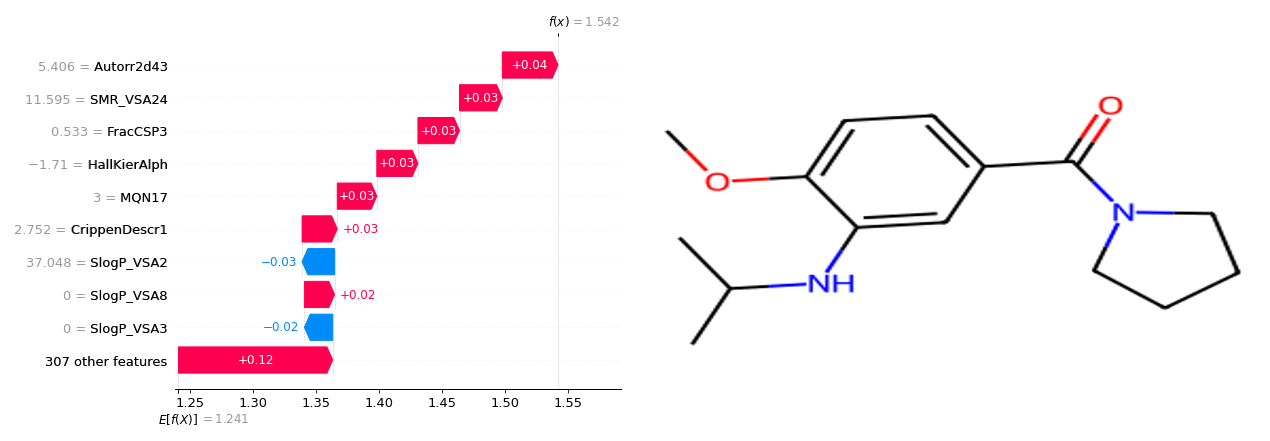 f(x) = 1.542
5.406 = Autorr2d43 +0.04
11.595 = SMR_VSA24 +0.03
0.533 = FracCSP3 +0.03
−1.71 = HallKierAlph +0.03
3 = MQN17 +0.03
2.752 = CrippenDescr1 +0.03
37.048 = SlogP_VSA2 −0.03
0 = SlogP_VSA8 +0.02
0 = SlogP_VSA3 −0.02
307 other features +0.12
1.25 1.30 1.35 1.40 1.45 1.50 1.55
E[f(X)] = 1.241
O
O
N
NH